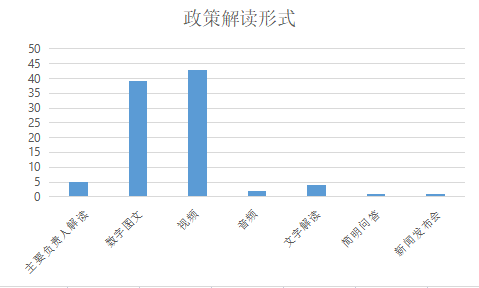 政策解读形式
50
45
40
35
30
25
20
15
10
5
0
主要负责人解读
数字图文
视频
音频
文字解读
简明问答
新闻发布会